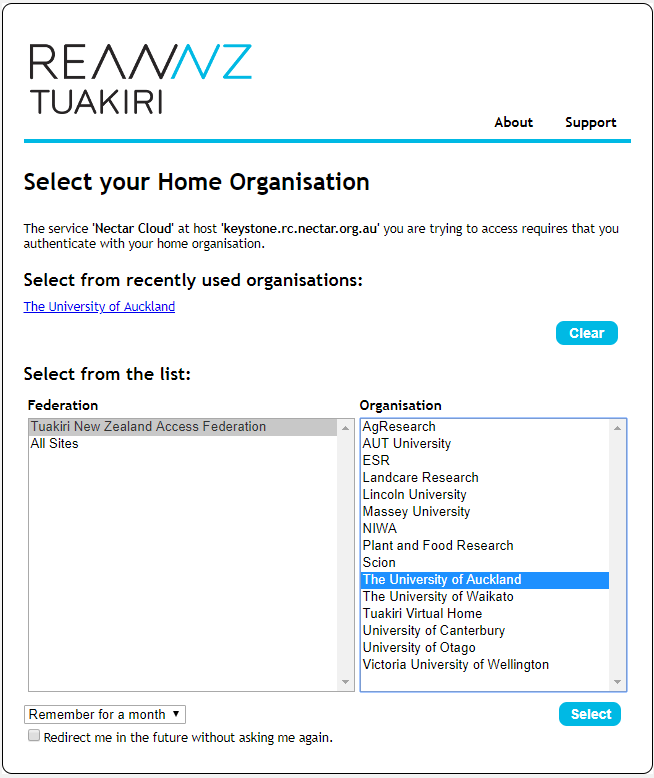 REANNZ
TUAKIRI
About Support
Select your Home Organisation
The service 'Nectar Cloud' at host 'keystone.rc.nectar.org.au' you are trying to access requires that you
authenticate with your home organisation.
Select from recently used organisations:
The University of Auckland
Clear
Select from the list:
Federation
Tuakiri New Zealand Access Federation
All Sites
Organisation
AgResearch
AUT University
ESR
Landcare Research
Lincoln University
Massey University
NIWA
Plant and Food Research
Scion
The University of Auckland
The University of Waikato
Tuakiri Virtual Home
University of Canterbury
University of Otago
Victoria University of Wellington
Remember for a month
Select
Redirect me in the future without asking me again.